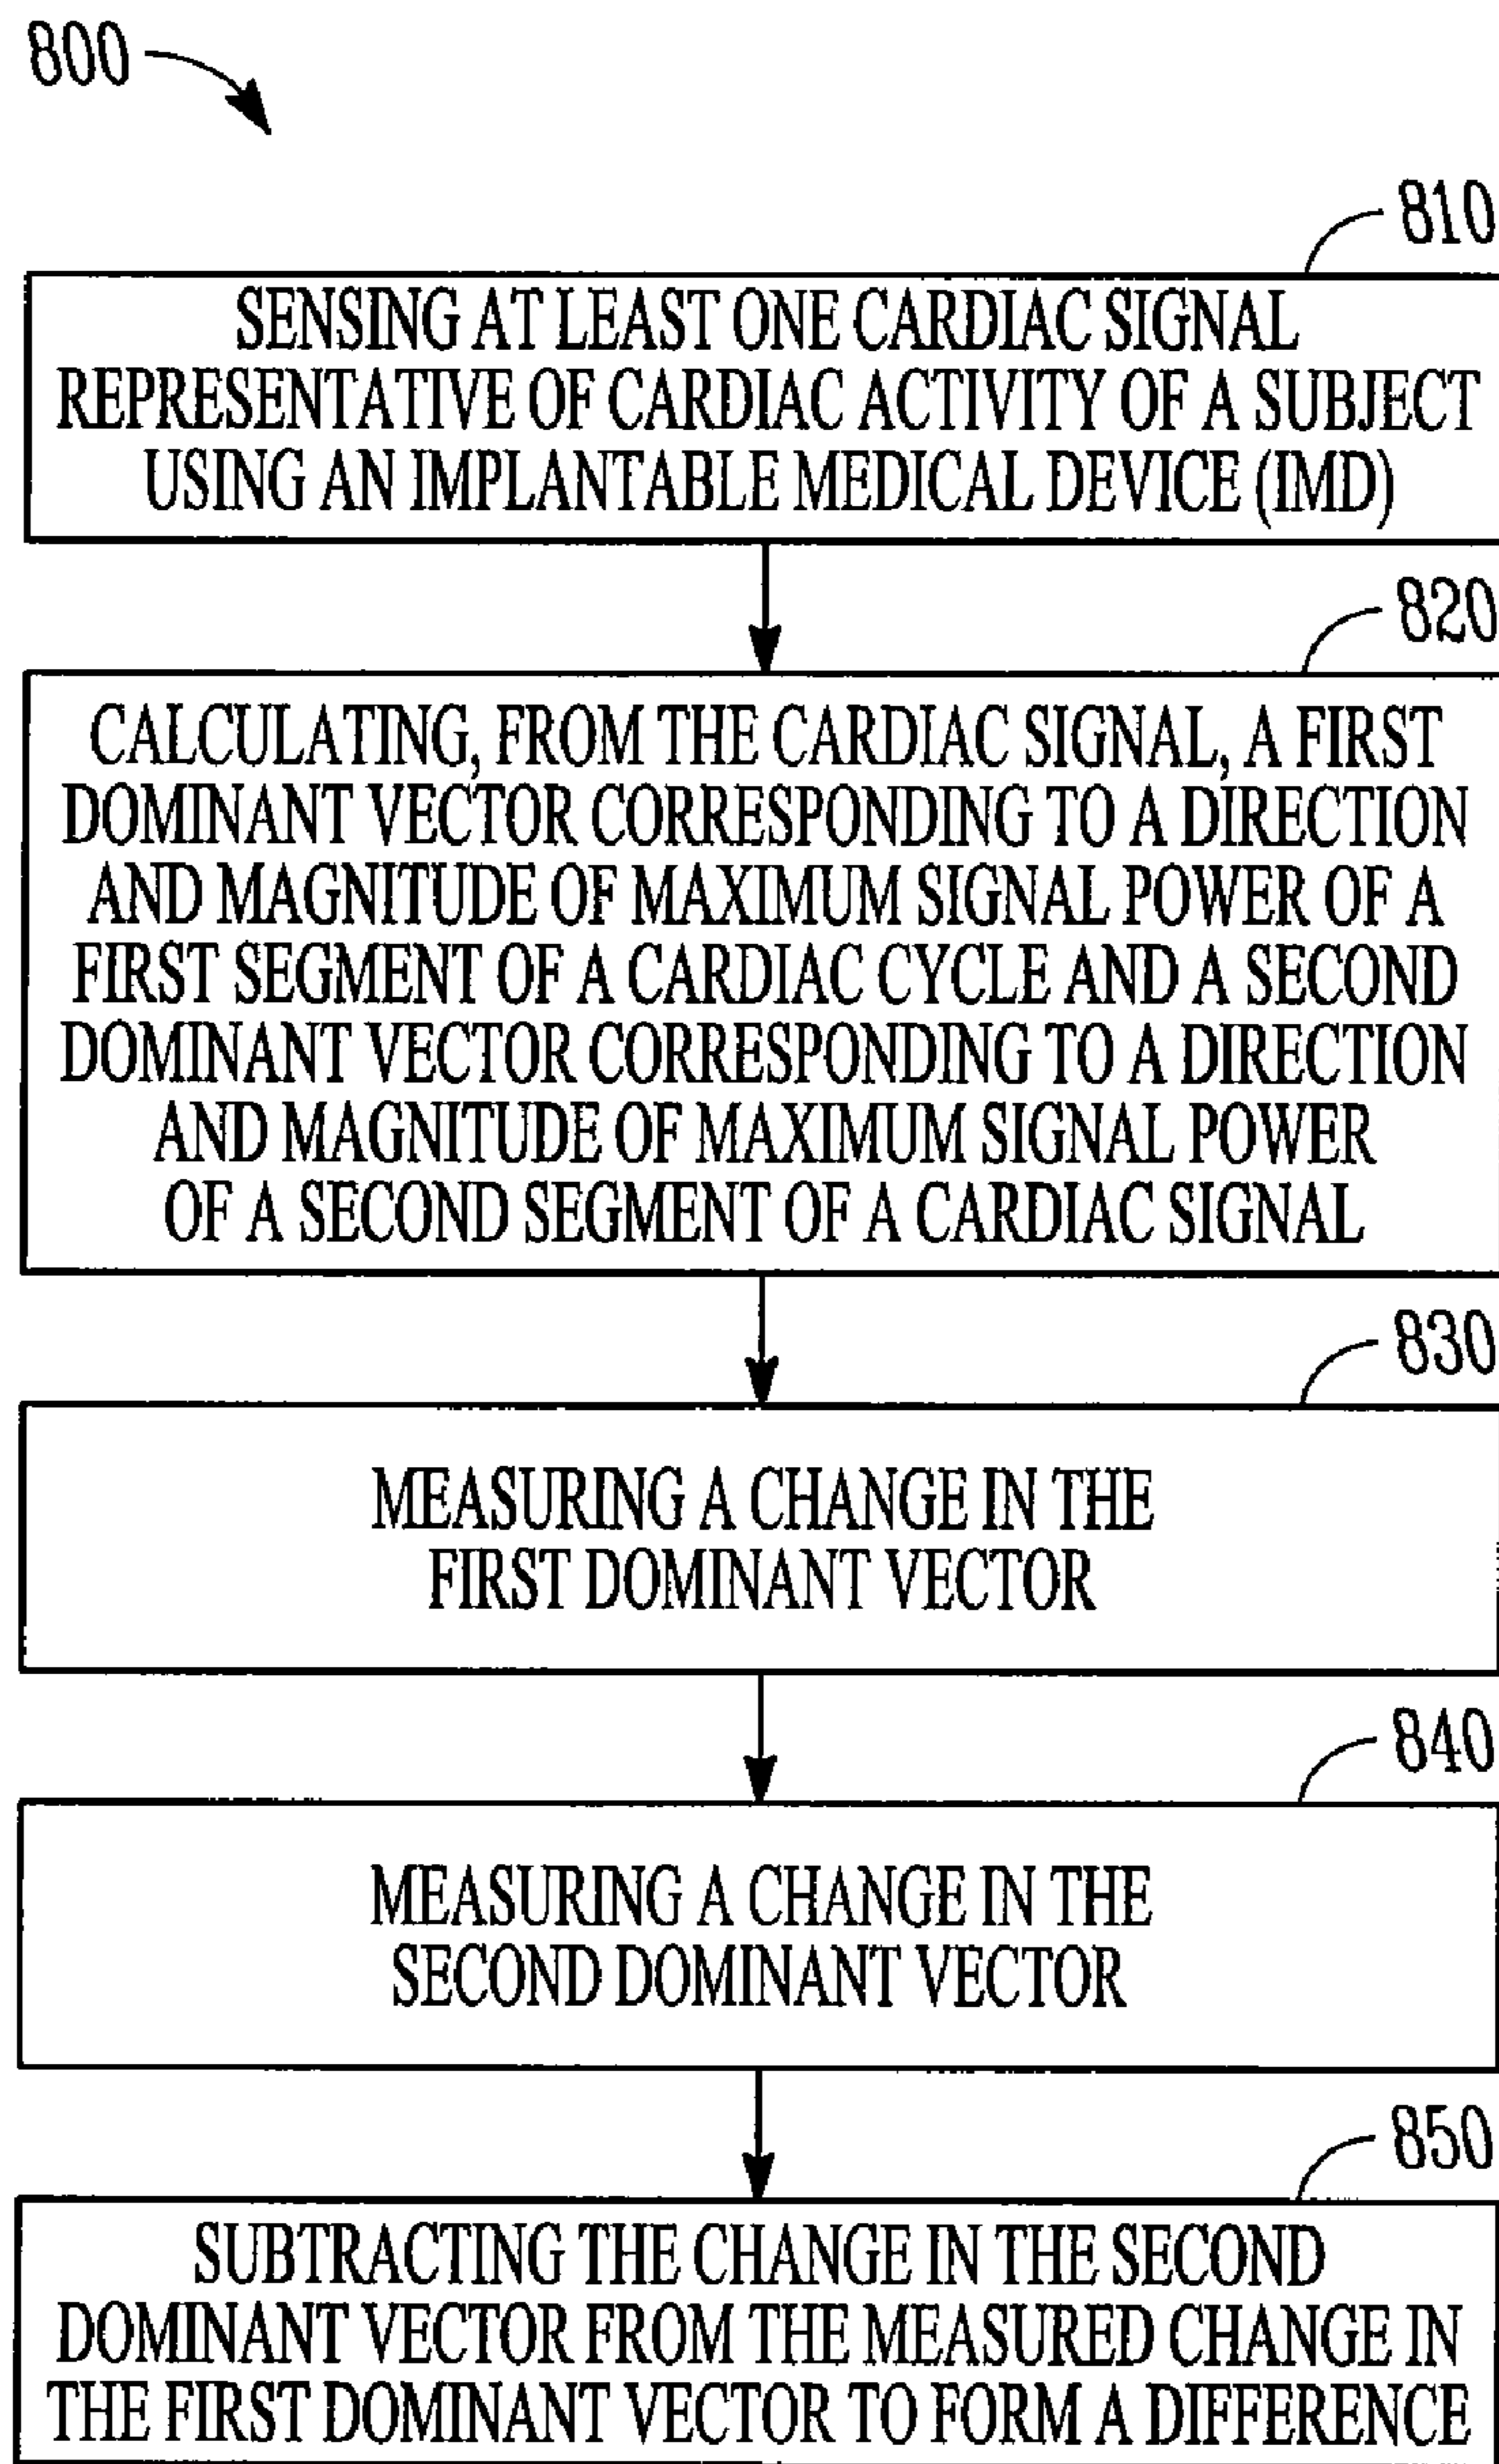 800
810
SENSING AT LEAST ONE CARDIAC SIGNAL
REPRESENTATIVE OF CARDIAC ACTIVITY OF A SUBJECT
USING AN IMPLANTABLE MEDICAL DEVICE (IMD)
820
CALCULATING, FROM THE CARDIAC SIGNAL, A FIRST
DOMINANT VECTOR CORRESPONDING TO A DIRECTION
AND MAGNITUDE OF MAXIMUM SIGNAL POWER OF A
FIRST SEGMENT OF A CARDIAC CYCLE AND A SECOND
DOMINANT VECTOR CORRESPONDING TO A DIRECTION
AND MAGNITUDE OF MAXIMUM SIGNAL POWER
OF A SECOND SEGMENT OF A CARDIAC SIGNAL
830
MEASURING A CHANGE IN THE
FIRST DOMINANT VECTOR
840
MEASURING A CHANGE IN THE
SECOND DOMINANT VECTOR
850
SUBTRACTING THE CHANGE IN THE SECOND
DOMINANT VECTOR FROM THE MEASURED CHANGE IN
THE FIRST DOMINANT VECTOR TO FORM A DIFFERENCE